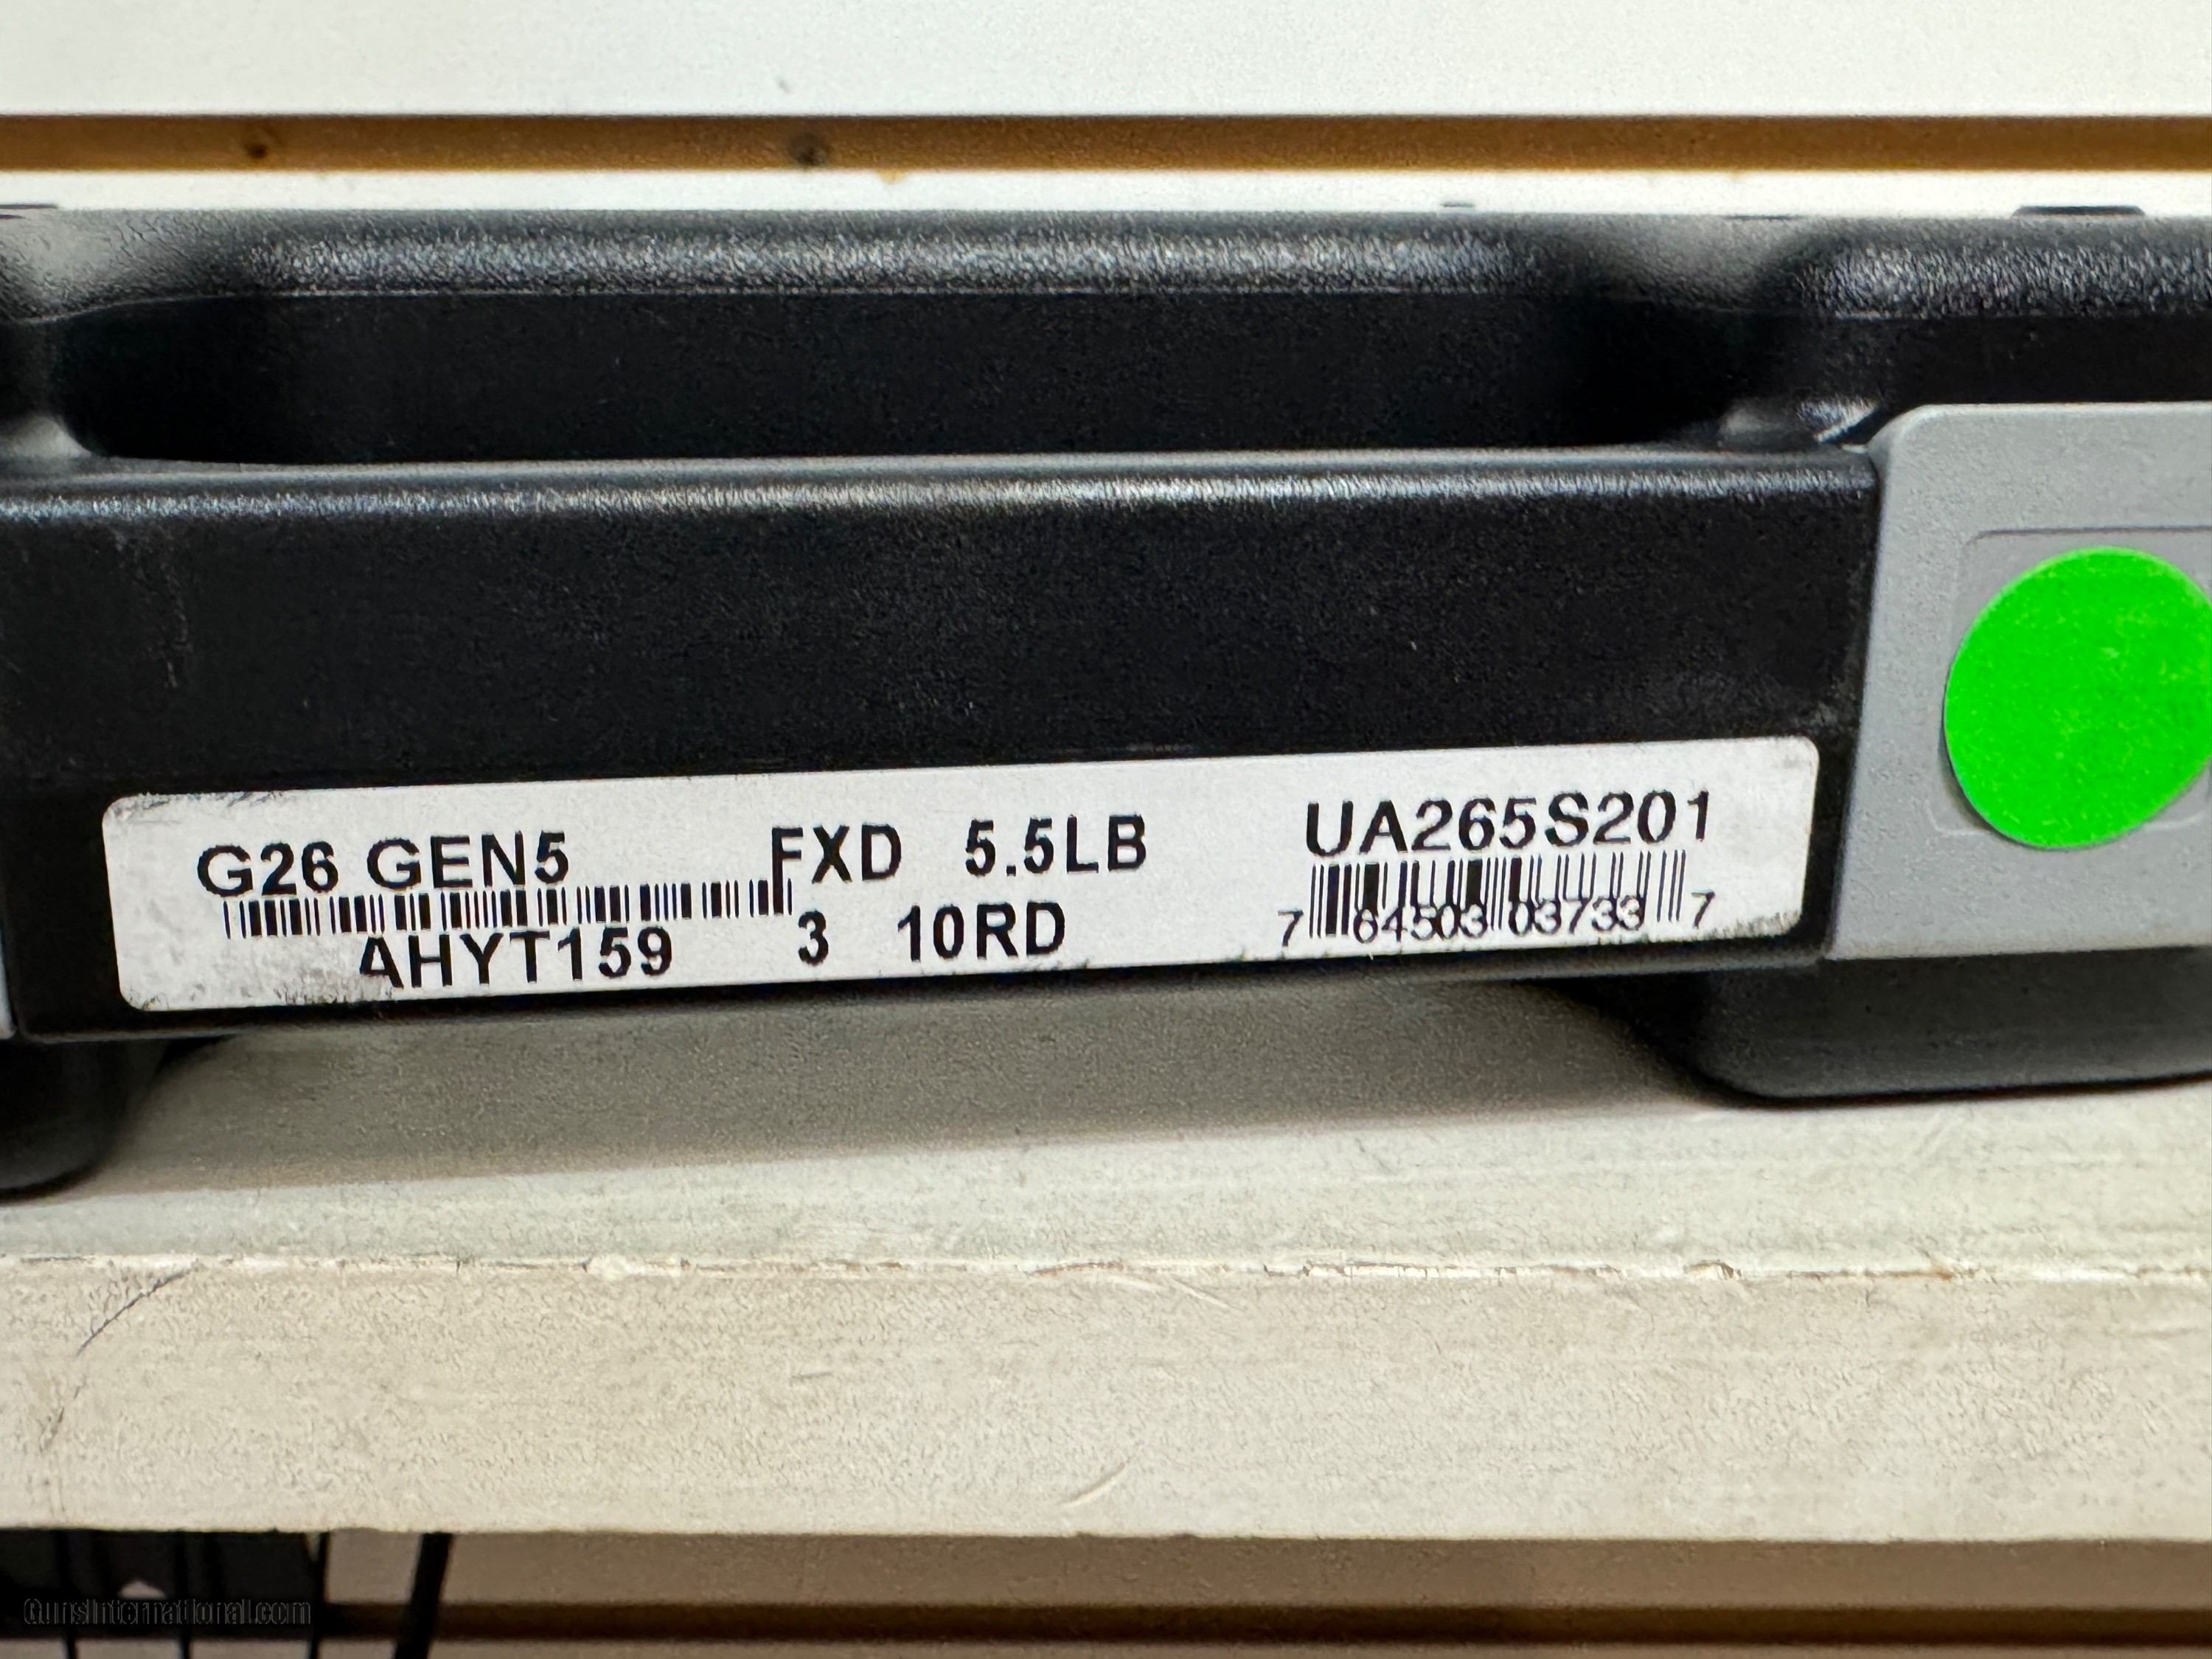 G26 GEN5 FXD 5.5LB UA265S201
AHYT159 3 10RD 7 64503 03733 7
GunsInternational.com